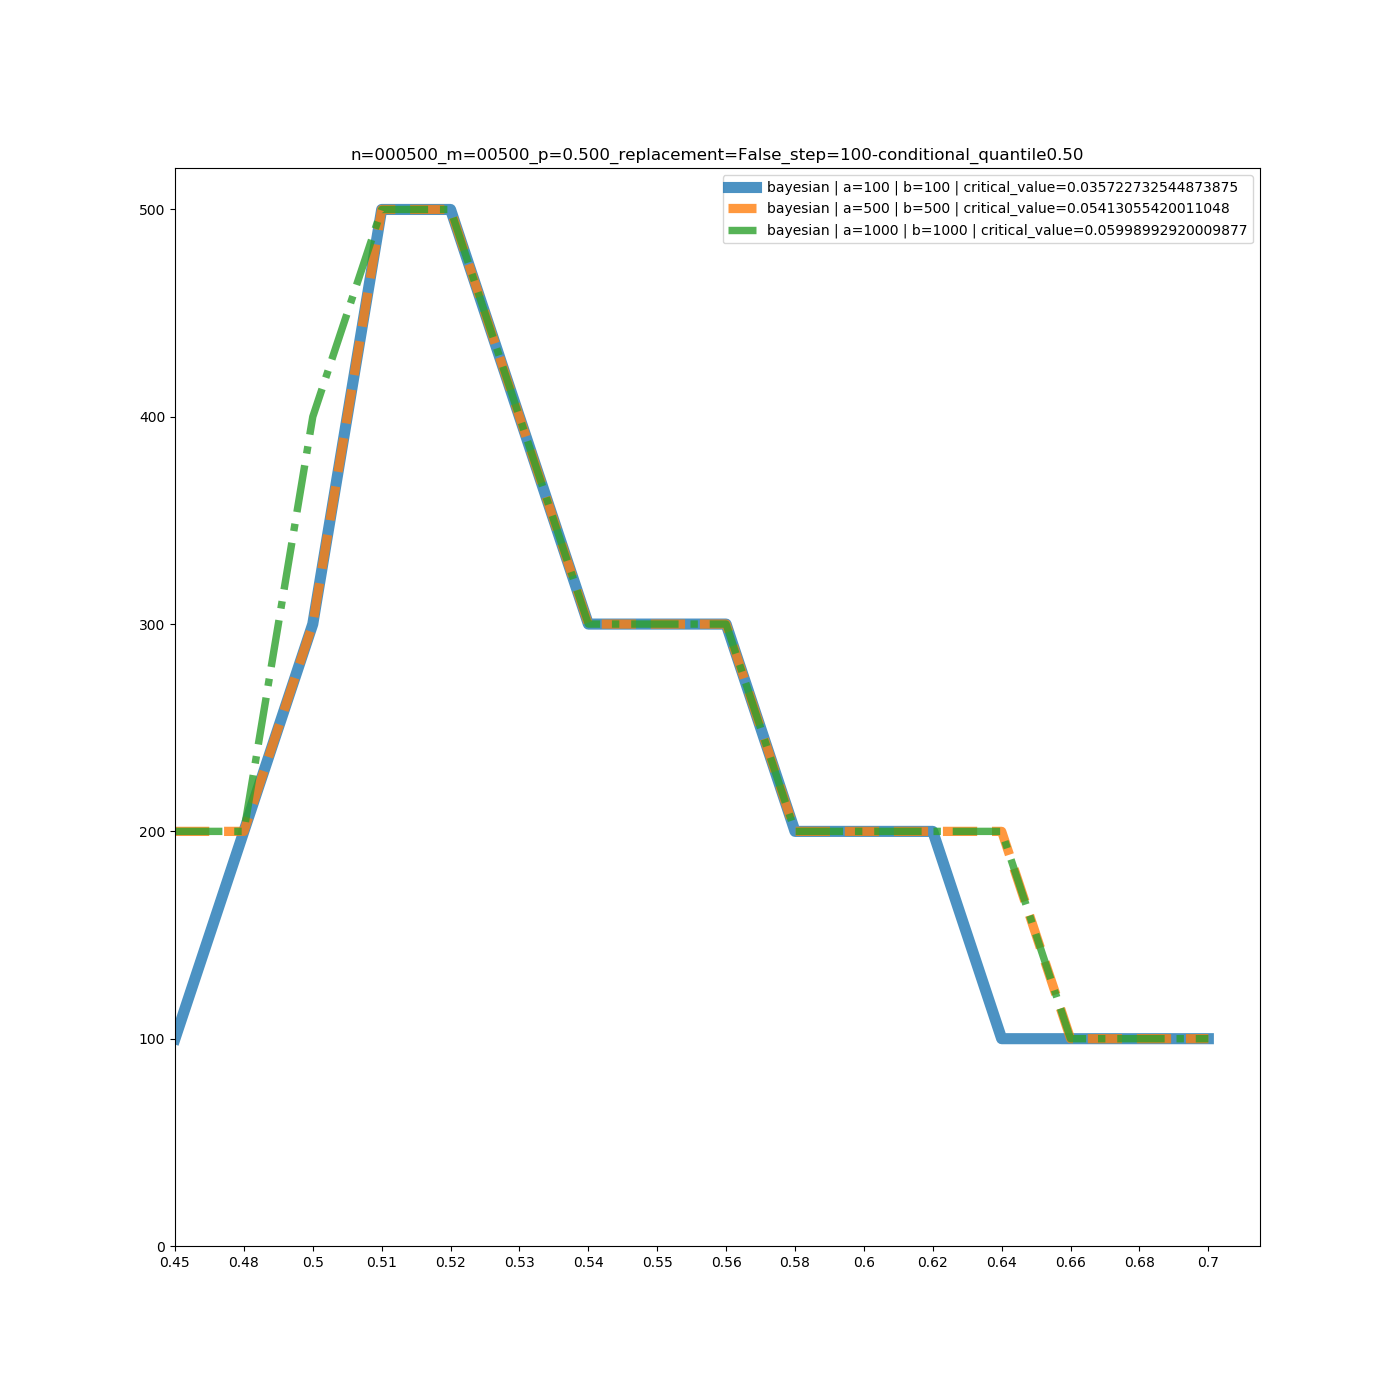 n=000500_m=00500_p=0.500_replacement=False_step=100-conditional_quantile0.50
bayesian | a=100 | b=100 | critical_value=0.035722732544873875
bayesian | a=500 | b=500 | critical_value=0.05413055420011048
bayesian | a=1000 | b=1000 | critical_value=0.05998992920009877
500
400
300
200
100
0
0.45 0.48 0.5 0.51 0.52 0.53 0.54 0.55 0.56 0.58 0.6 0.62 0.64 0.66 0.68 0.7